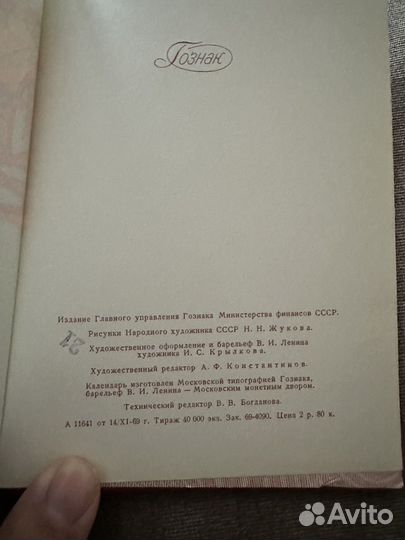 Гознак
Издание Главного управления Гознака Министерства финансов СССР.
Рисунки Народного художника СССР Н. Н. Жукова.
Художественное оформление и барельеф В. И. Ленина
художника И. С. Крылкова.
Художественный редактор А. Ф. Константинов.
Календарь изготовлен Московской типографией Гознака,
барельеф В. И. Ленина — Московским монетным двором.
Технический редактор В. В. Богданова.
А 11641 от 14/XI-69 г. Тираж 40 000 экз. Зак. 69-4090. Цена 2 р. 80 к.
Avito